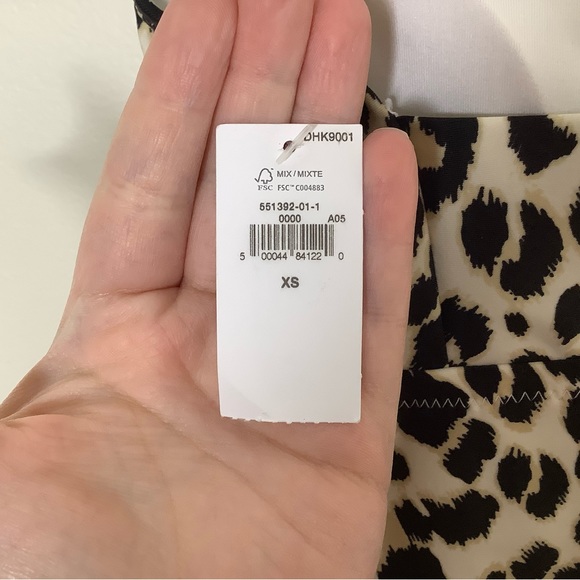 DHK9001
MIX / MIXTE
FSC FSC™ C004883
551392-01-1
0000 A05
5 00044 84122 0
XS